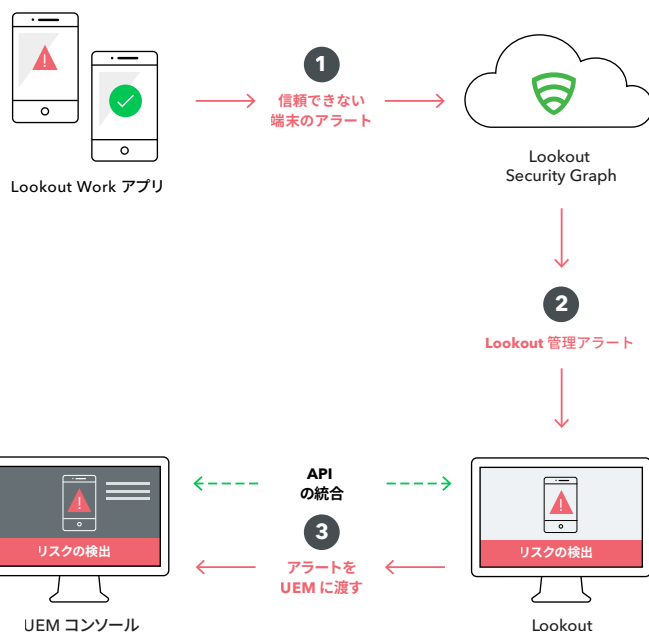 1
信頼できない
端末のアラート
Lookout Work アプリ
Lookout
Security Graph
2
Lookout 管理アラート
API
の統合
3
アラートを
UEM に渡す
リスクの検出
UEM コンソール
リスクの検出
Lookout